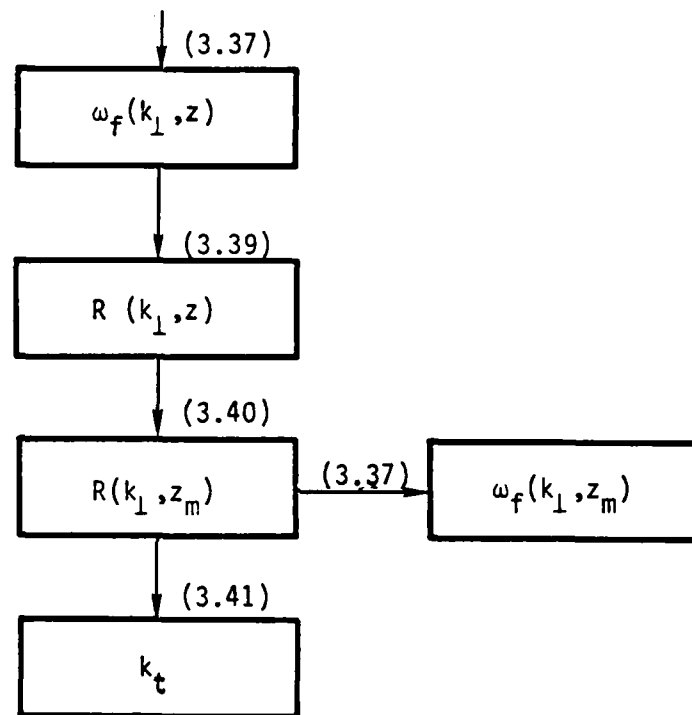 (3.37)
ω_f(k_⊥,z)
(3.39)
R (k_⊥,z)
(3.40)
R(k_⊥,z_m)
(3.37)
ω_f(k_⊥,z_m)
(3.41)
k_t